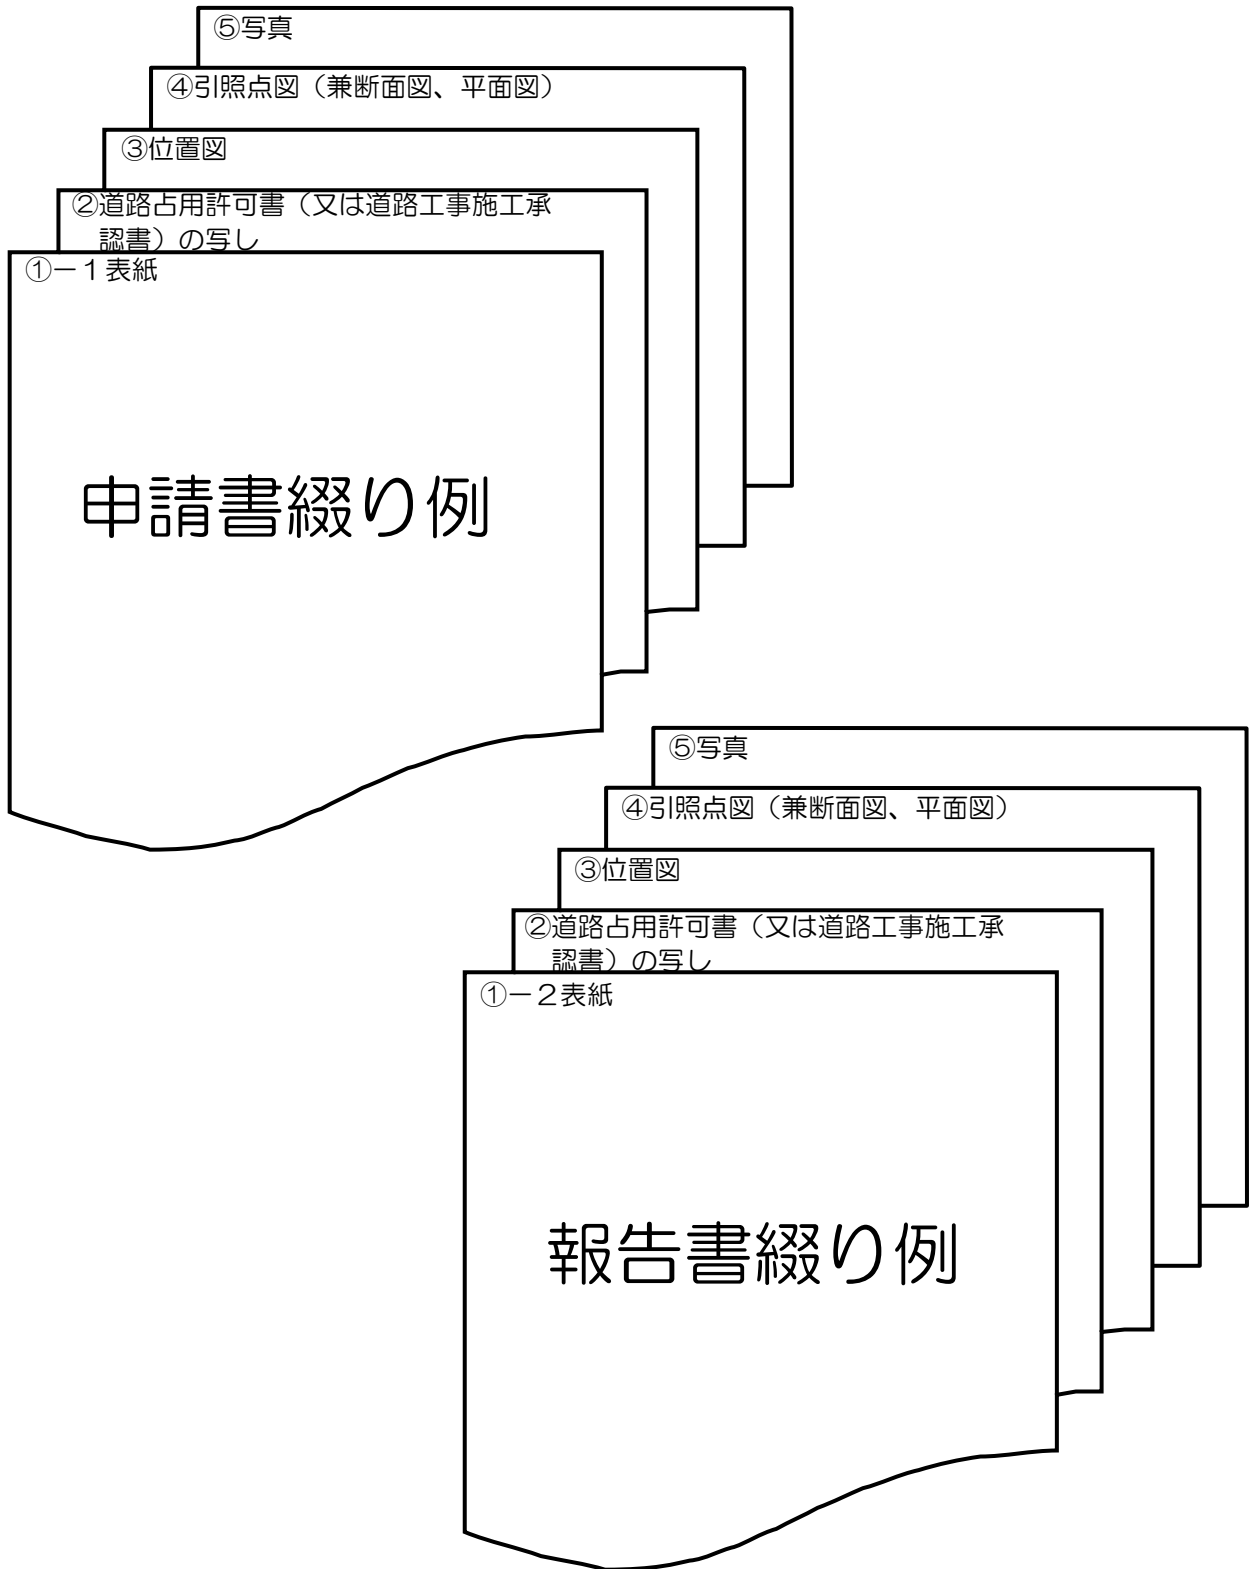 ⑤写真
④引照点図（兼断面図、平面図）
③位置図
②道路占用許可書（又は道路工事施工承
認書）の写し
①－１表紙
申請書綴り例
⑤写真
④引照点図（兼断面図、平面図）
③位置図
②道路占用許可書（又は道路工事施工承
認書）の写し
①－２表紙
報告書綴り例